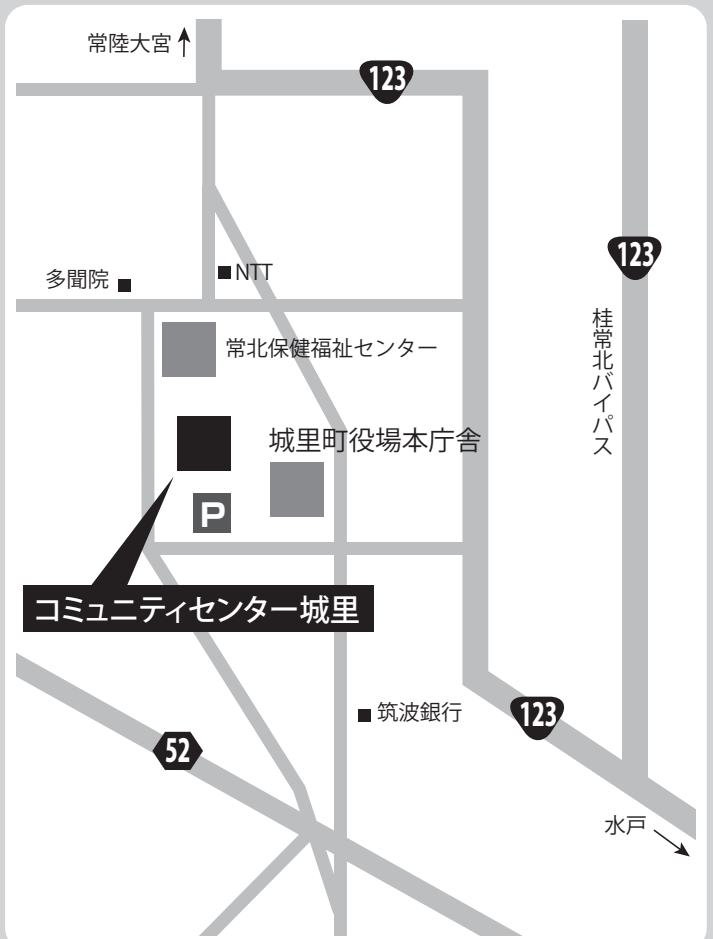 常陸大宮
123
123
多聞院
NTT
桂常北バイパス
常北保健福祉センター
城里町役場本庁舎
P
コミュニティセンター城里
筑波銀行
123
52
水戸